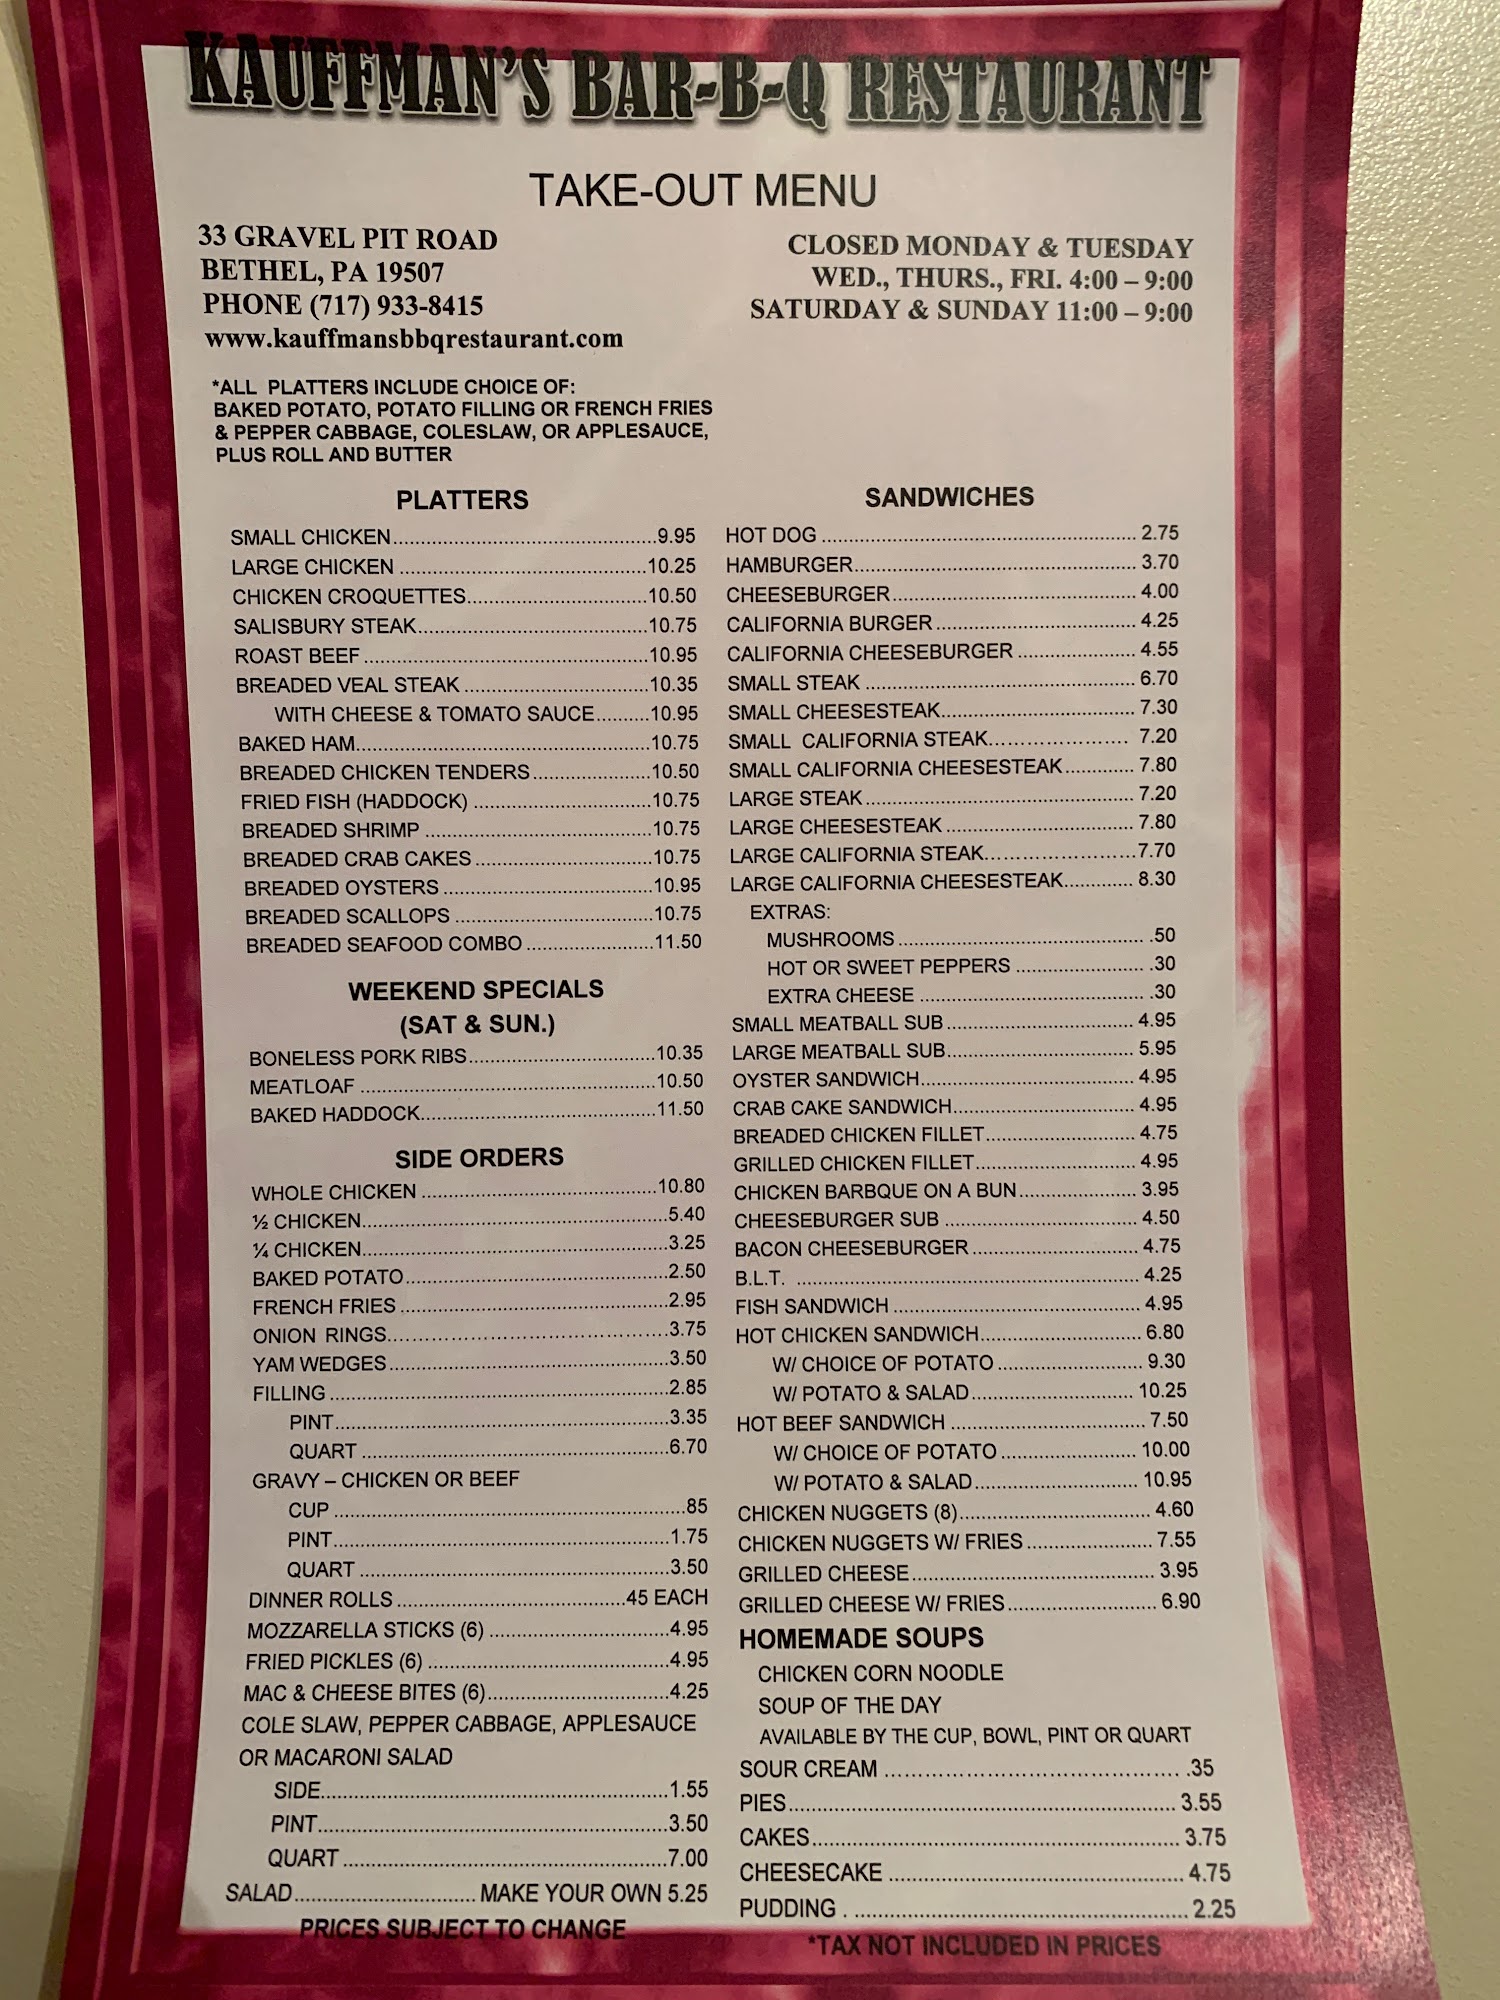 KAUFFMAN'S BAR-B-Q RESTAURANT
TAKE-OUT MENU
33 GRAVEL PIT ROAD
BETHEL, PA 19507
PHONE (717) 933-8415
www.kauffmansbbqrestaurant.com
CLOSED MONDAY & TUESDAY
WED., THURS., FRI. 4:00 – 9:00
SATURDAY & SUNDAY 11:00 – 9:00
*ALL PLATTERS INCLUDE CHOICE OF:
BAKED POTATO, POTATO FILLING OR FRENCH FRIES
& PEPPER CABBAGE, COLESLAW, OR APPLESAUCE,
PLUS ROLL AND BUTTER
PLATTERS
SMALL CHICKEN 9.95
LARGE CHICKEN 10.25
CHICKEN CROQUETTES 10.50
SALISBURY STEAK 10.75
ROAST BEEF 10.95
BREADED VEAL STEAK 10.35
WITH CHEESE & TOMATO SAUCE 10.95
BAKED HAM 10.75
BREADED CHICKEN TENDERS 10.50
FRIED FISH (HADDOCK) 10.75
BREADED SHRIMP 10.75
BREADED CRAB CAKES 10.75
BREADED OYSTERS 10.95
BREADED SCALLOPS 10.75
BREADED SEAFOOD COMBO 11.50
WEEKEND SPECIALS
(SAT & SUN.)
BONELESS PORK RIBS 10.35
MEATLOAF 10.50
BAKED HADDOCK 11.50
SIDE ORDERS
WHOLE CHICKEN 10.80
½ CHICKEN 5.40
¼ CHICKEN 3.25
BAKED POTATO 2.50
FRENCH FRIES 2.95
ONION RINGS 3.75
YAM WEDGES 3.50
FILLING 2.85
PINT 3.35
QUART 6.70
GRAVY – CHICKEN OR BEEF
CUP .85
PINT 1.75
QUART 3.50
DINNER ROLLS .45 EACH
MOZZARELLA STICKS (6) 4.95
FRIED PICKLES (6) 4.95
MAC & CHEESE BITES (6) 4.25
COLE SLAW, PEPPER CABBAGE, APPLESAUCE
OR MACARONI SALAD
SIDE 1.55
PINT 3.50
QUART 7.00
SALAD MAKE YOUR OWN 5.25
PRICES SUBJECT TO CHANGE
SANDWICHES
HOT DOG 2.75
HAMBURGER 3.70
CHEESEBURGER 4.00
CALIFORNIA BURGER 4.25
CALIFORNIA CHEESEBURGER 4.55
SMALL STEAK 6.70
SMALL CHEESESTEAK 7.30
SMALL CALIFORNIA STEAK 7.20
SMALL CALIFORNIA CHEESESTEAK 7.80
LARGE STEAK 7.20
LARGE CHEESESTEAK 7.80
LARGE CALIFORNIA STEAK 7.70
LARGE CALIFORNIA CHEESESTEAK 8.30
EXTRAS:
MUSHROOMS .50
HOT OR SWEET PEPPERS .30
EXTRA CHEESE .30
SMALL MEATBALL SUB 4.95
LARGE MEATBALL SUB 5.95
OYSTER SANDWICH 4.95
CRAB CAKE SANDWICH 4.95
BREADED CHICKEN FILLET 4.75
GRILLED CHICKEN FILLET 4.95
CHICKEN BARBQUE ON A BUN 3.95
CHEESEBURGER SUB 4.50
BACON CHEESEBURGER 4.75
B.L.T. 4.25
FISH SANDWICH 4.95
HOT CHICKEN SANDWICH 6.80
W/ CHOICE OF POTATO 9.30
W/ POTATO & SALAD 10.25
HOT BEEF SANDWICH 7.50
W/ CHOICE OF POTATO 10.00
W/ POTATO & SALAD 10.95
CHICKEN NUGGETS (8) 4.60
CHICKEN NUGGETS W/ FRIES 7.55
GRILLED CHEESE 3.95
GRILLED CHEESE W/ FRIES 6.90
HOMEMADE SOUPS
CHICKEN CORN NOODLE
SOUP OF THE DAY
AVAILABLE BY THE CUP, BOWL, PINT OR QUART
SOUR CREAM .35
PIES 3.55
CAKES 3.75
CHEESECAKE 4.75
PUDDING 2.25
*TAX NOT INCLUDED IN PRICES